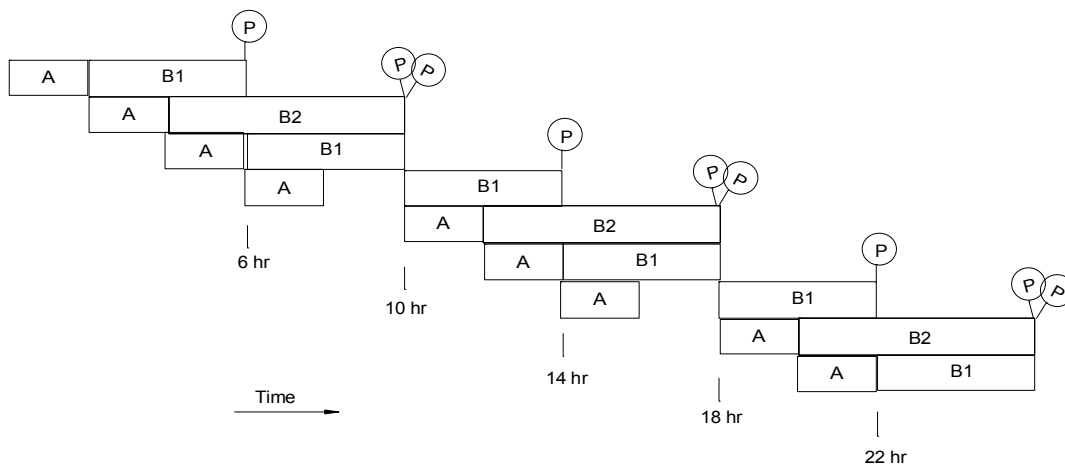 P
A B1
P P
A B2
A B1
P
A
B1
P P
A B2
6 hr
A B1
P
10 hr
A
B1
P P
A B2
14 hr
A B1
Time
18 hr
22 hr